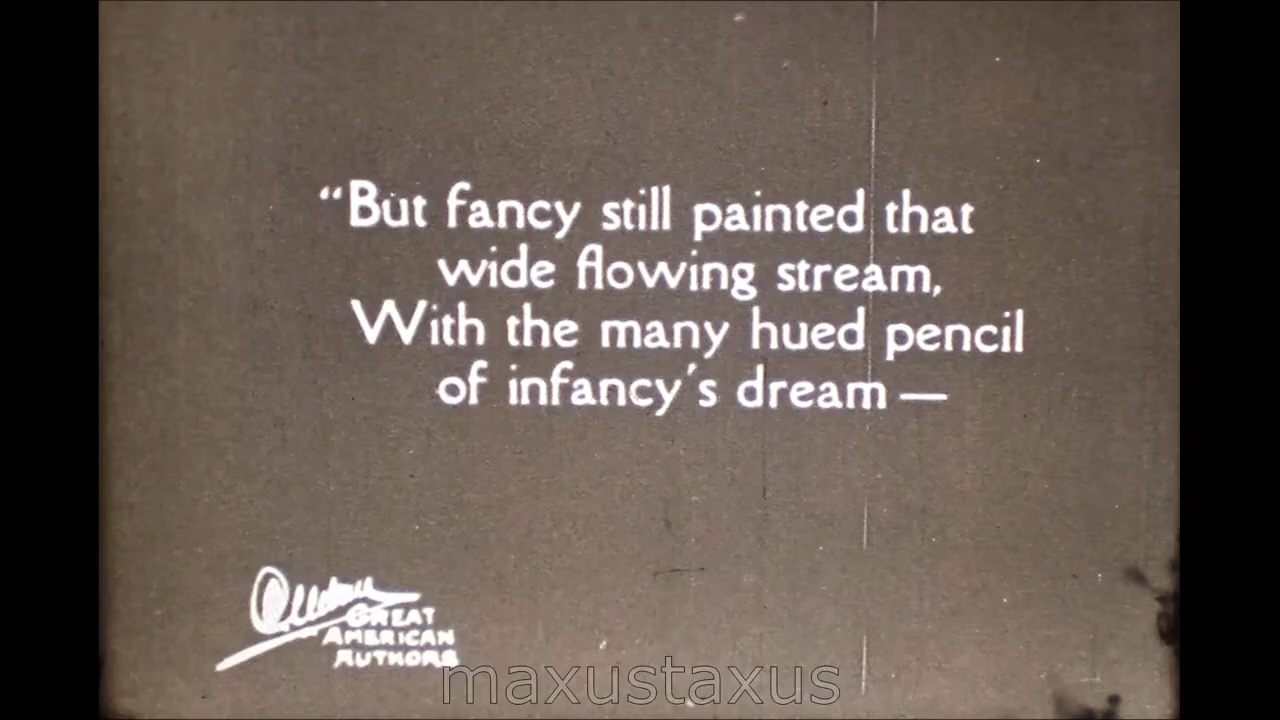 “But fancy still painted that
wide flowing stream,
With the many hued pencil
of infancy's dream —
GREAT
AMERICAN
AUTHORS
maxustaxus